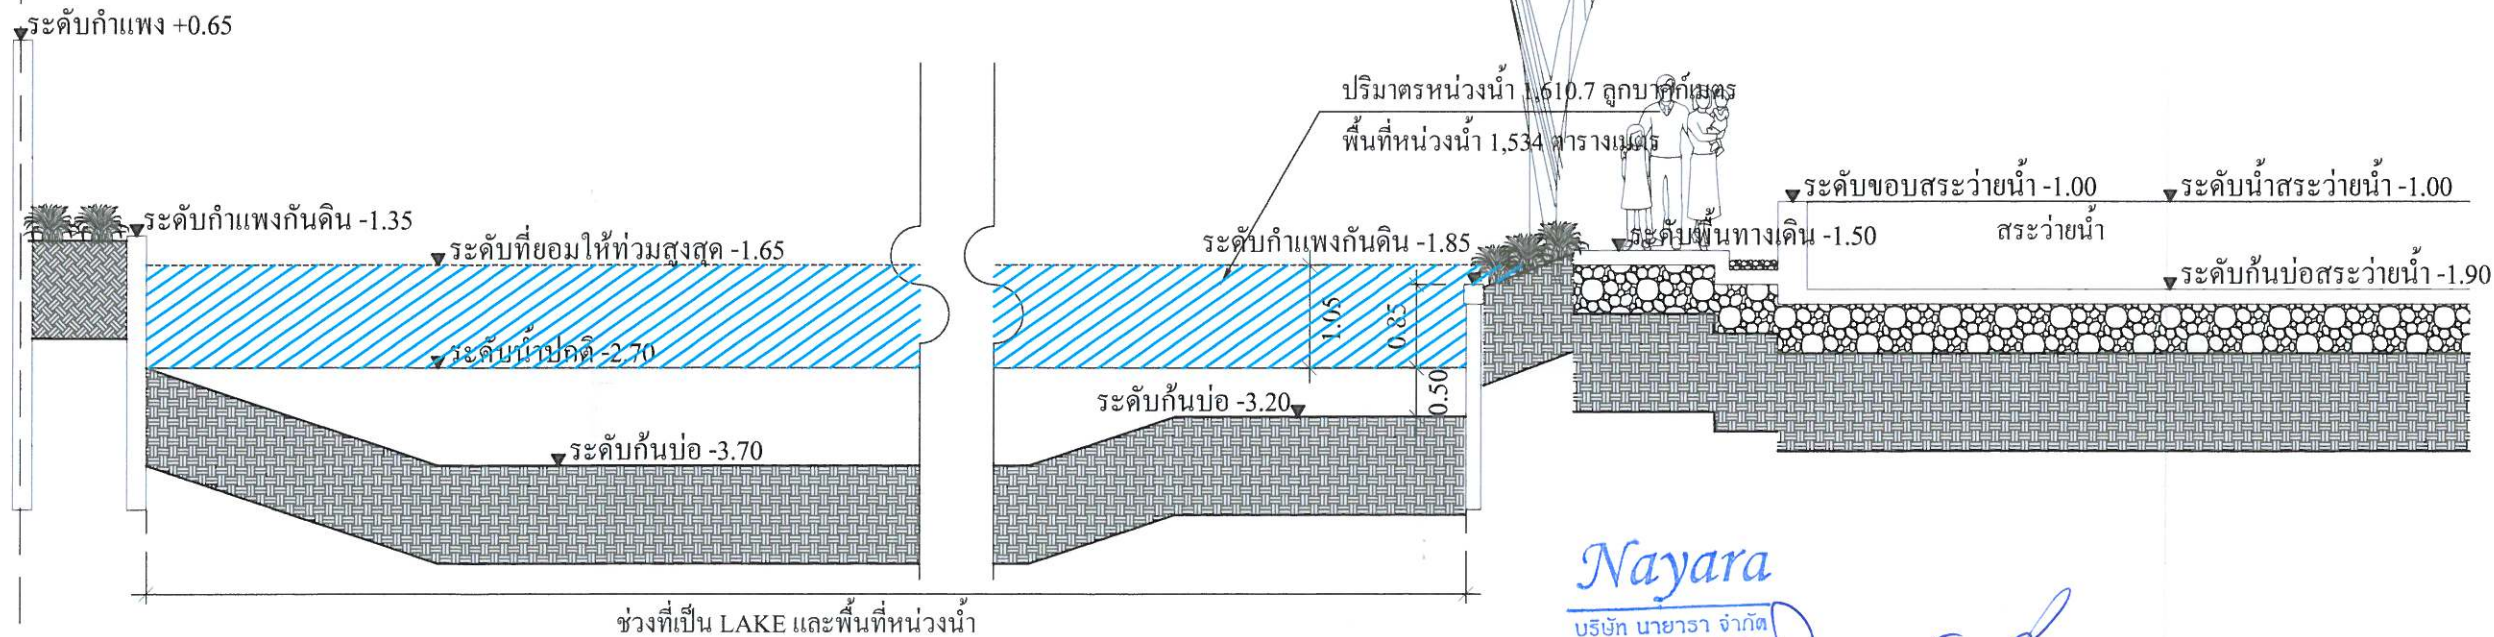 ระดับกำแพง +0.65
ปริมาตรหน่วงน้ำ 1,610.7 ลูกบาศก์เมตร
พื้นที่หน่วงน้ำ 1,534 ตารางเมตร
ระดับขอบสระว่ายน้ำ -1.00
ระดับน้ำสระว่ายน้ำ -1.00
ระดับกำแพงกันดิน -1.35
ระดับที่ยอมให้ท่วมสูงสุด -1.65
ระดับกำแพงกันดิน -1.85
ระดับพื้นทางเดิน -1.50
สระว่ายน้ำ
ระดับก้นบ่อสระว่ายน้ำ -1.90
1.05
0.85
ระดับน้ำปกติ -2.70
0.50
ระดับก้นบ่อ -3.20
ระดับก้นบ่อ -3.70
ช่วงที่เป็น LAKE และพื้นที่หน่วงน้ำ
Nayara
บริษัท นายารา จำกัด